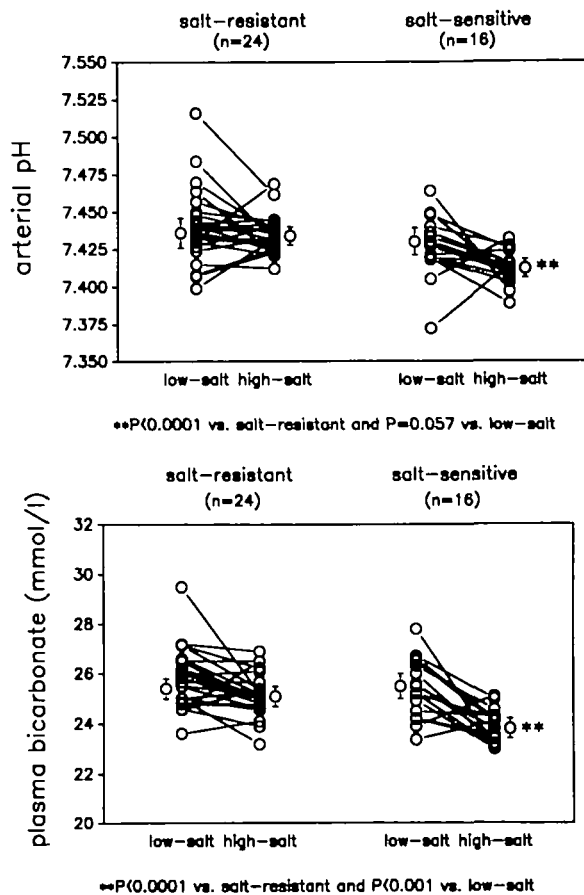 salt-resistant salt-sensitive
(n=24) (n=16)
7.550
7.525
7.500
7.475
7.450
7.425
7.400
7.375
7.350
arterial pH
**
low-salt high-salt low-salt high-salt
**P<0.0001 vs. salt-resistant and P=0.057 vs. low-salt
salt-resistant salt-sensitive
(n=24) (n=16)
32
30
28
26
24
22
20
plasma bicarbonate (mmol/l)
**
low-salt high-salt low-salt high-salt
**P<0.0001 vs. salt-resistant and P<0.001 vs. low-salt